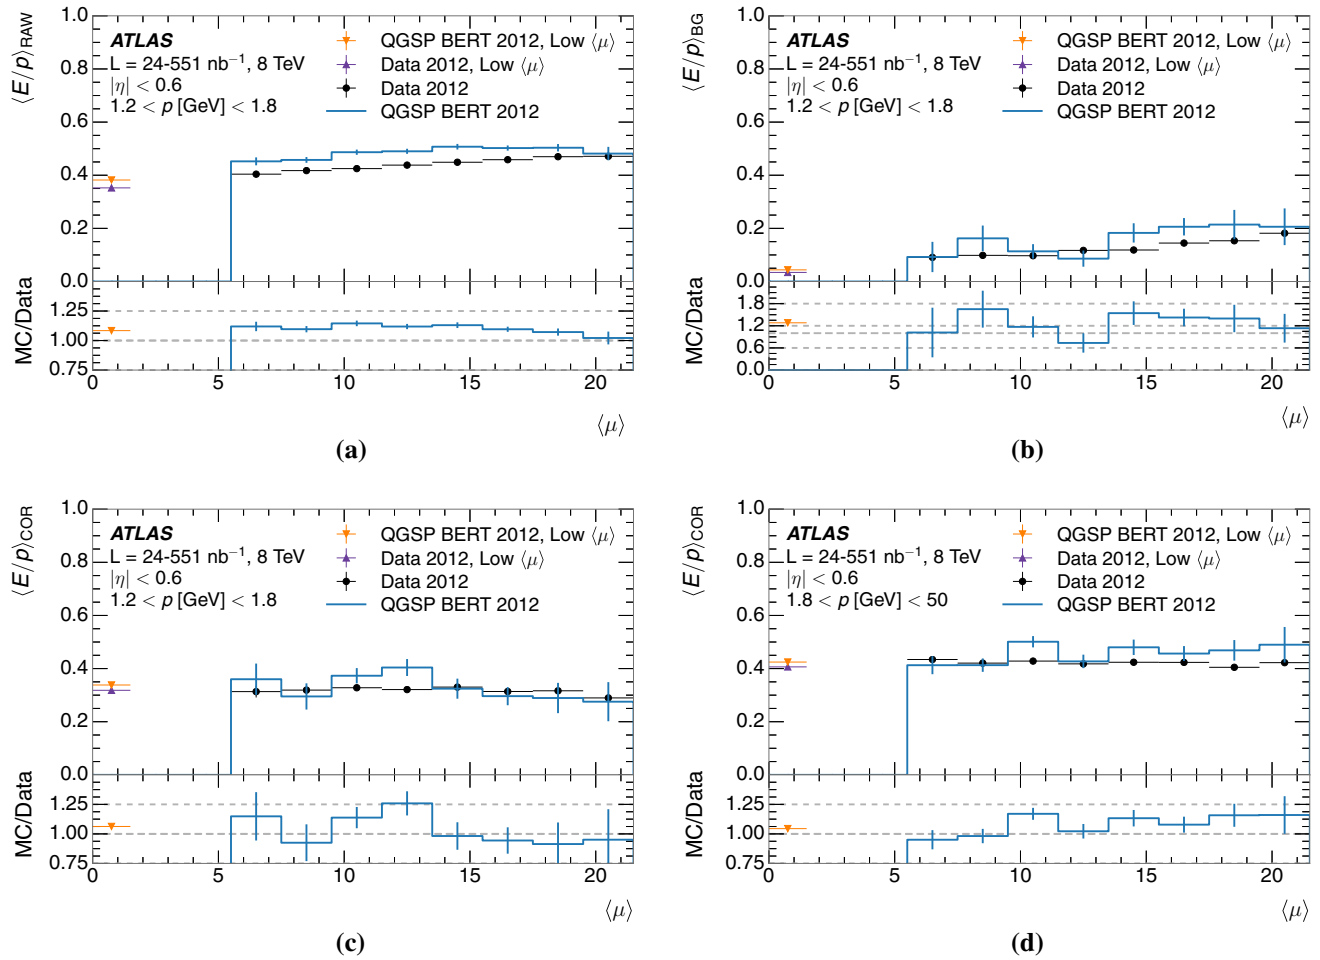 ⟨E/p⟩RAW
1.0
0.8
0.6
0.4
0.2
0.0
ATLAS
L = 24-551 nb⁻¹, 8 TeV
|η| < 0.6
1.2 < p [GeV] < 1.8
QGSP BERT 2012, Low ⟨μ⟩
Data 2012, Low ⟨μ⟩
Data 2012
QGSP BERT 2012
MC/Data
1.25
1.00
0.75
0 5 10 15 20
⟨μ⟩
(a)
⟨E/p⟩BG
1.0
0.8
0.6
0.4
0.2
0.0
ATLAS
L = 24-551 nb⁻¹, 8 TeV
|η| < 0.6
1.2 < p [GeV] < 1.8
QGSP BERT 2012, Low ⟨μ⟩
Data 2012, Low ⟨μ⟩
Data 2012
QGSP BERT 2012
MC/Data
1.8
1.2
0.6
0.0
0 5 10 15 20
⟨μ⟩
(b)
⟨E/p⟩COR
1.0
0.8
0.6
0.4
0.2
0.0
ATLAS
L = 24-551 nb⁻¹, 8 TeV
|η| < 0.6
1.2 < p [GeV] < 1.8
QGSP BERT 2012, Low ⟨μ⟩
Data 2012, Low ⟨μ⟩
Data 2012
QGSP BERT 2012
MC/Data
1.25
1.00
0.75
0 5 10 15 20
⟨μ⟩
(c)
⟨E/p⟩COR
1.0
0.8
0.6
0.4
0.2
0.0
ATLAS
L = 24-551 nb⁻¹, 8 TeV
|η| < 0.6
1.8 < p [GeV] < 50
QGSP BERT 2012, Low ⟨μ⟩
Data 2012, Low ⟨μ⟩
Data 2012
QGSP BERT 2012
MC/Data
1.25
1.00
0.75
0 5 10 15 20
⟨μ⟩
(d)